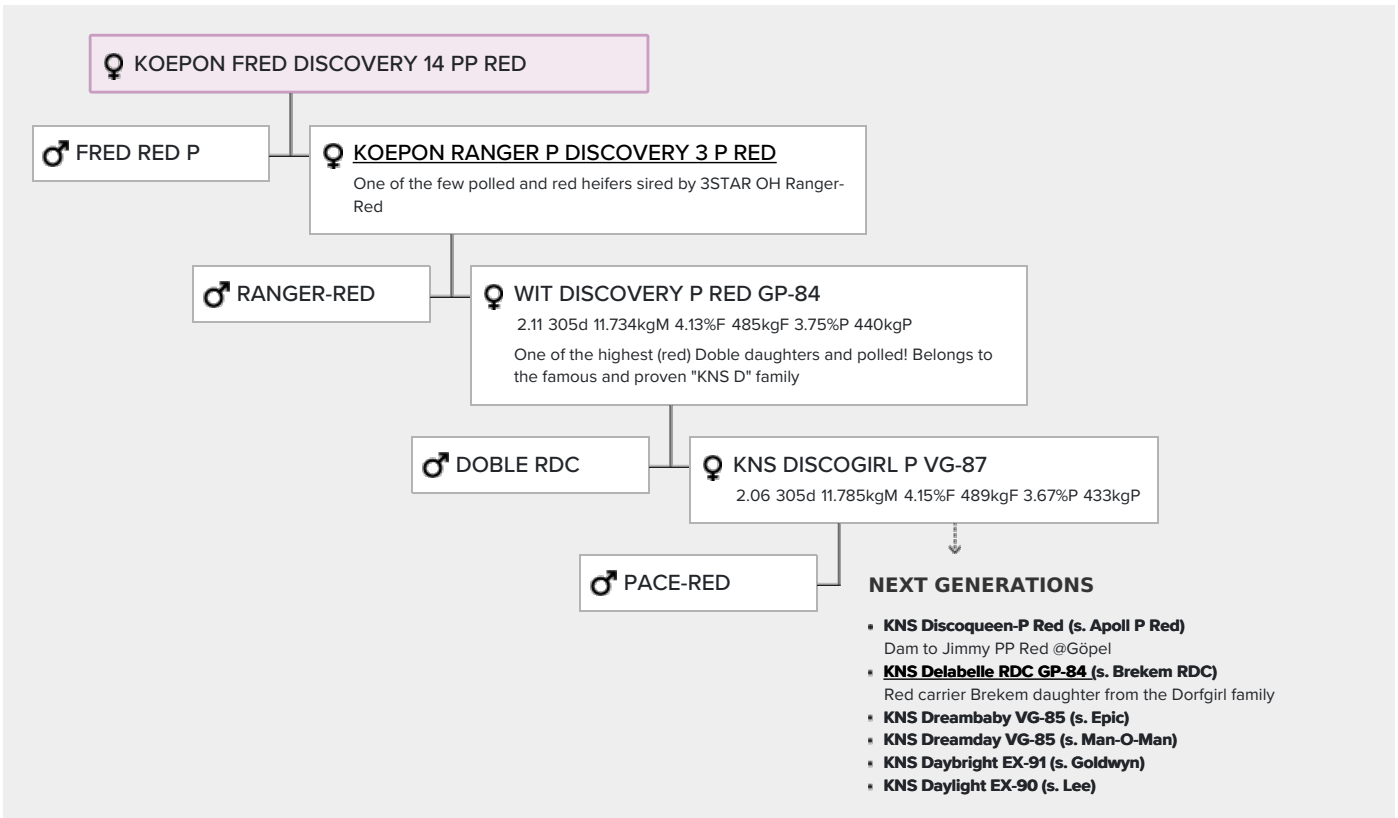 KOEPON FRED DISCOVERY 14 PP RED
FRED RED P
KOEPON RANGER P DISCOVERY 3 P RED
One of the few polled and red heifers sired by 3STAR OH Ranger-
Red
RANGER-RED
WIT DISCOVERY P RED GP-84
2.11 305d 11.734kgM 4.13%F 485kgF 3.75%P 440kgP
One of the highest (red) Doble daughters and polled! Belongs to
the famous and proven "KNS D" family
DOBLE RDC
KNS DISCOGIRL P VG-87
2.06 305d 11.785kgM 4.15%F 489kgF 3.67%P 433kgP
PACE-RED
NEXT GENERATIONS
KNS Discoqueen-P Red (s. Apoll P Red)
Dam to Jimmy PP Red @Göpel
KNS Delabelle RDC GP-84 (s. Brekem RDC)
Red carrier Brekem daughter from the Dorfgirl family
KNS Dreambaby VG-85 (s. Epic)
KNS Dreamday VG-85 (s. Man-O-Man)
KNS Daybright EX-91 (s. Goldwyn)
KNS Daylight EX-90 (s. Lee)